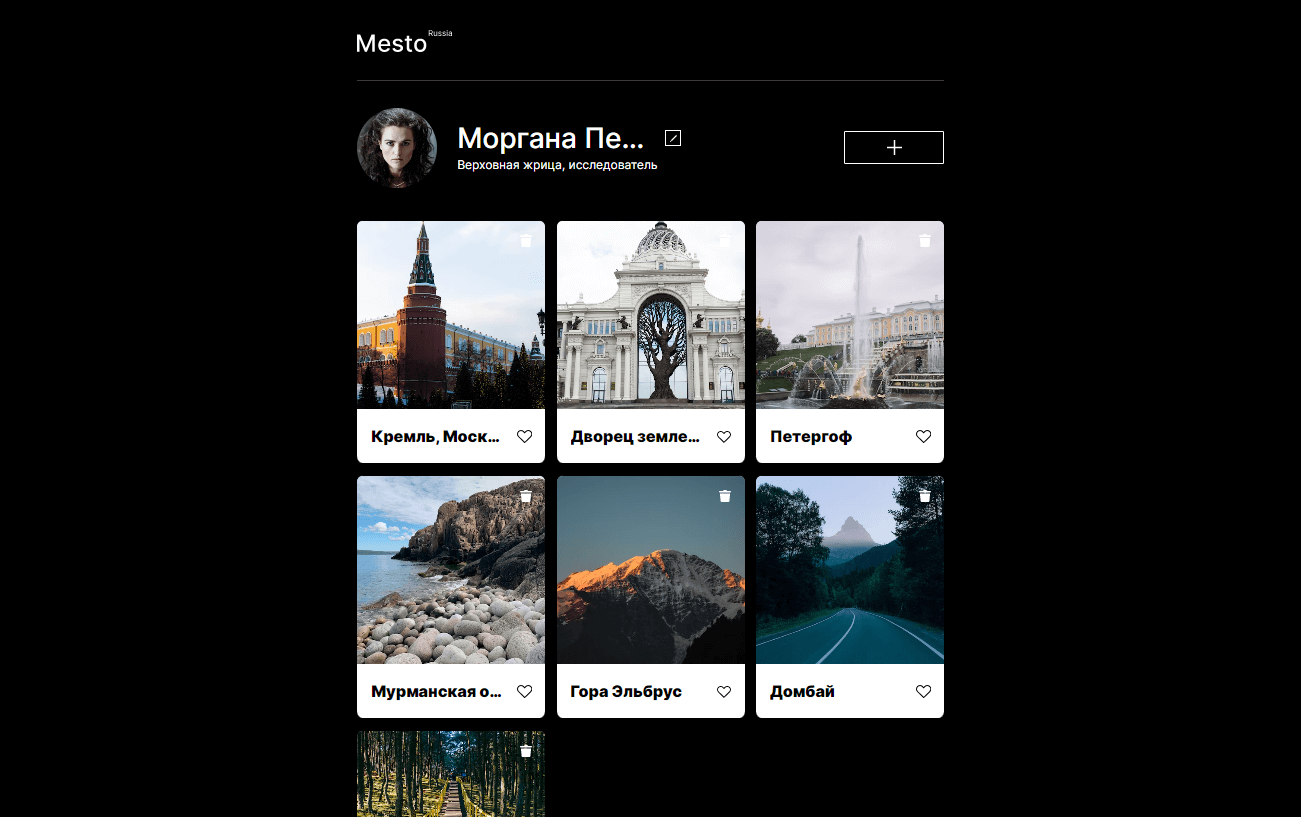 Mesto Russia
Моргана Пе...
Верховная жрица, исследователь
Кремль, Моск...
Дворец земле...
Петергоф
Мурманская о...
Гора Эльбрус
Домбай